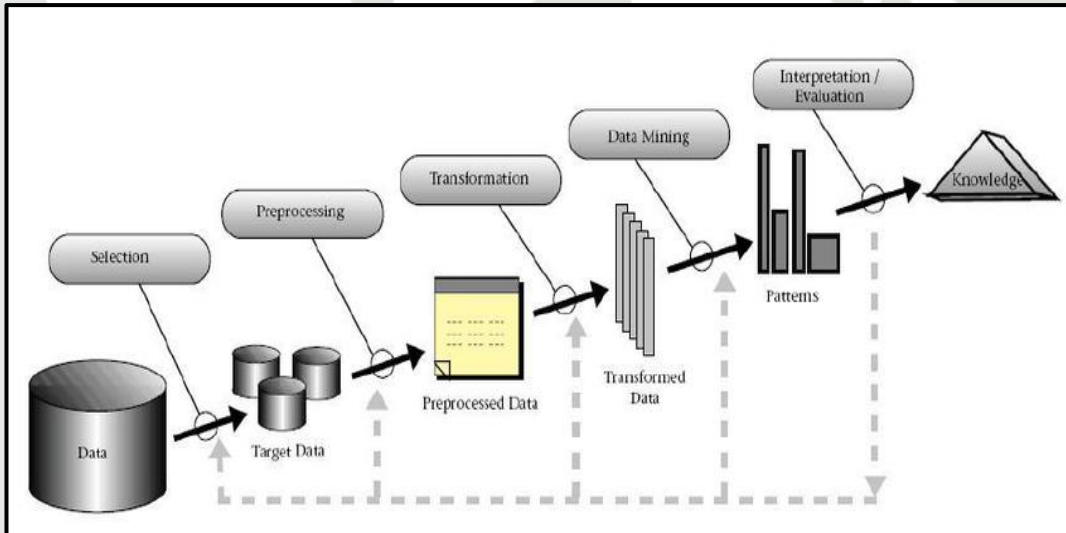 Interpretation /
Evaluation
Data Mining
Transformation
Preprocessing
Selection
Knowledge
Patterns
Transformed
Data
Preprocessed Data
Target Data
Data